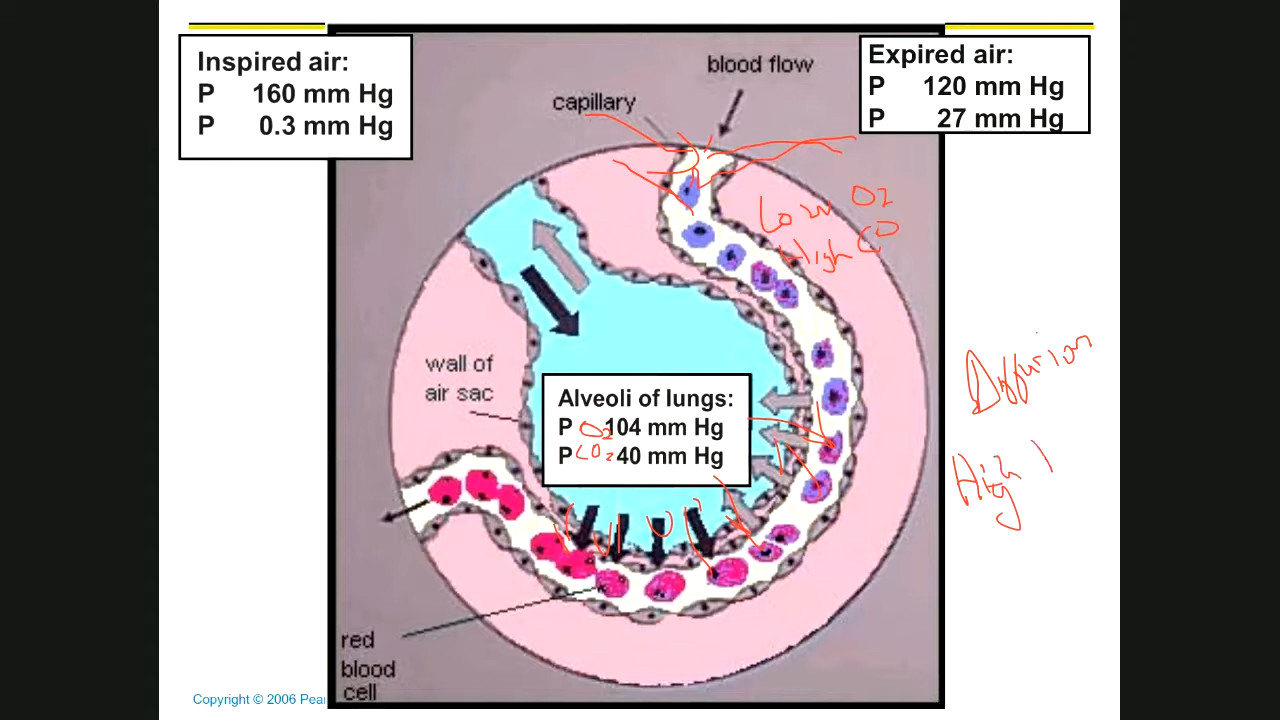 Inspired air:
P 160 mm Hg
P 0.3 mm Hg
Expired air:
P 120 mm Hg
P 27 mm Hg
blood flow
capillary
Low O2
High CO
wall of
air sac
Diffusion
Alveoli of lungs:
P O2 104 mm Hg
P CO2 40 mm Hg
High
red
blood
cell
Copyright © 2006 Pear